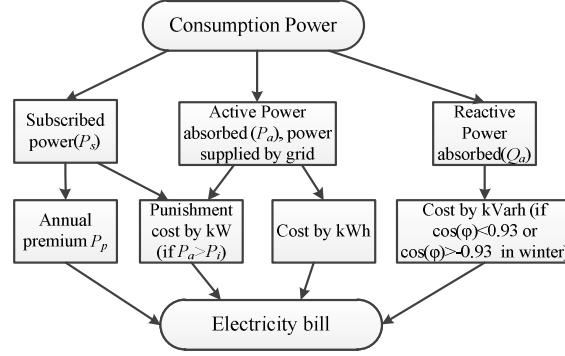 Consumption Power
Subscribed
power(Ps)
Active Power
absorbed (Pa), power
supplied by grid
Reactive
Power
absorbed(Qa)
Annual
premium Pp
Punishment
cost by kW
(if Pa>Pi)
Cost by kWh
Cost by kVarh (if
cos(φ)<0.93 or
cos(φ)>-0.93 in winter)
Electricity bill